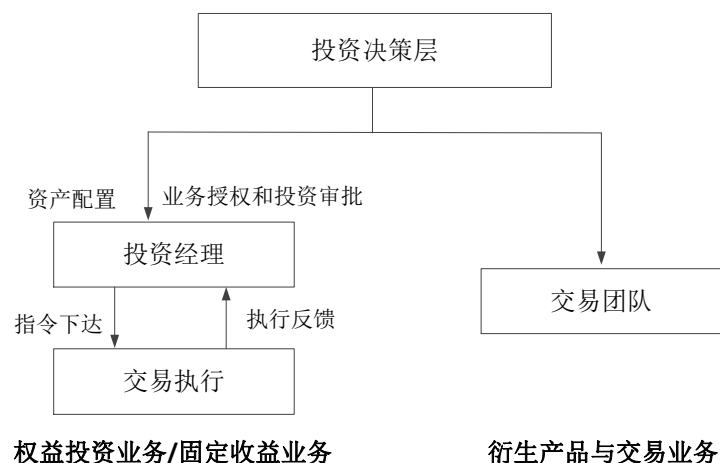 投资决策层
资产配置
业务授权和投资审批
投资经理
交易团队
指令下达
执行反馈
交易执行
权益投资业务/固定收益业务
衍生产品与交易业务